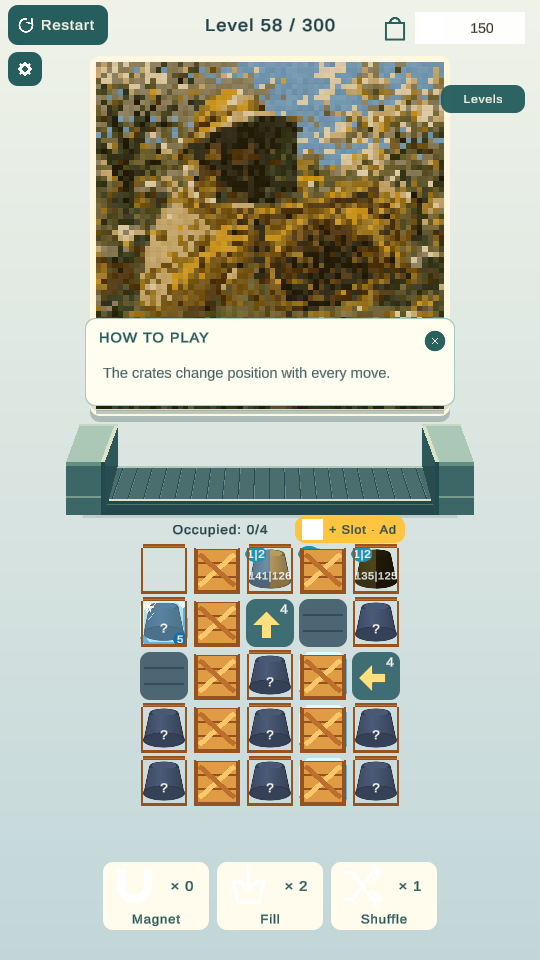 Restart
Level 58 / 300
150
Levels
HOW TO PLAY
The crates change position with every move.
Occupied: 0/4
+ Slot · Ad
1|2
141|126
1|2
135|125
?
5
4
?
?
4
?
?
?
?
?
?
× 0
Magnet
× 2
Fill
× 1
Shuffle